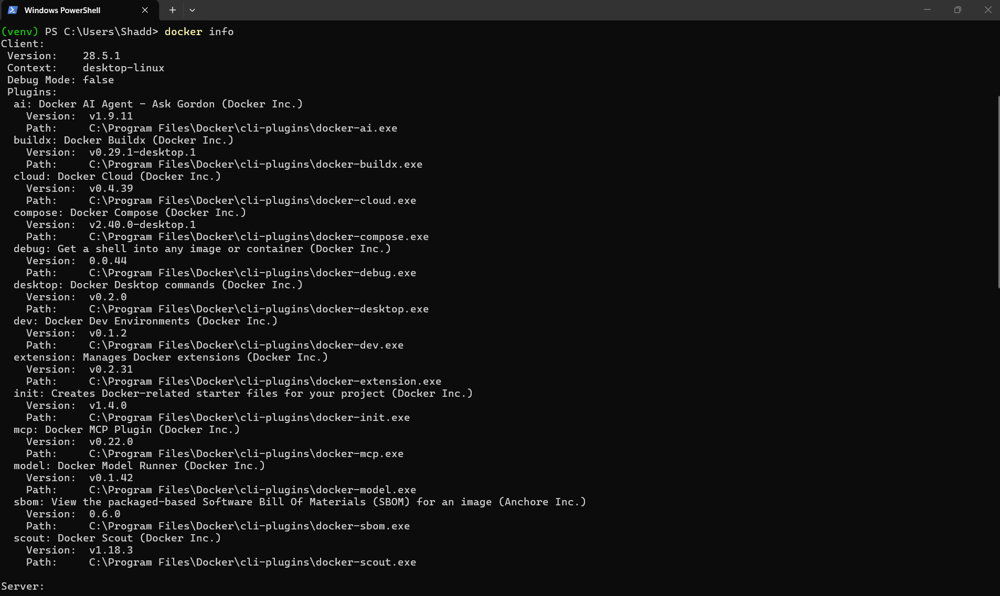 Windows PowerShell
(venv) PS C:\Users\Shadd> docker info
Client:
 Version:    28.5.1
 Context:    desktop-linux
 Debug Mode: false
 Plugins:
  ai: Docker AI Agent - Ask Gordon (Docker Inc.)
    Version:  v1.9.11
    Path:     C:\Program Files\Docker\cli-plugins\docker-ai.exe
  buildx: Docker Buildx (Docker Inc.)
    Version:  v0.29.1-desktop.1
    Path:     C:\Program Files\Docker\cli-plugins\docker-buildx.exe
  cloud: Docker Cloud (Docker Inc.)
    Version:  v0.4.39
    Path:     C:\Program Files\Docker\cli-plugins\docker-cloud.exe
  compose: Docker Compose (Docker Inc.)
    Version:  v2.40.0-desktop.1
    Path:     C:\Program Files\Docker\cli-plugins\docker-compose.exe
  debug: Get a shell into any image or container (Docker Inc.)
    Version:  0.0.44
    Path:     C:\Program Files\Docker\cli-plugins\docker-debug.exe
  desktop: Docker Desktop commands (Docker Inc.)
    Version:  v0.2.0
    Path:     C:\Program Files\Docker\cli-plugins\docker-desktop.exe
  dev: Docker Dev Environments (Docker Inc.)
    Version:  v0.1.2
    Path:     C:\Program Files\Docker\cli-plugins\docker-dev.exe
  extension: Manages Docker extensions (Docker Inc.)
    Version:  v0.2.31
    Path:     C:\Program Files\Docker\cli-plugins\docker-extension.exe
  init: Creates Docker-related starter files for your project (Docker Inc.)
    Version:  v1.4.0
    Path:     C:\Program Files\Docker\cli-plugins\docker-init.exe
  mcp: Docker MCP Plugin (Docker Inc.)
    Version:  v0.22.0
    Path:     C:\Program Files\Docker\cli-plugins\docker-mcp.exe
  model: Docker Model Runner (Docker Inc.)
    Version:  v0.1.42
    Path:     C:\Program Files\Docker\cli-plugins\docker-model.exe
  sbom: View the packaged-based Software Bill Of Materials (SBOM) for an image (Anchore Inc.)
    Version:  0.6.0
    Path:     C:\Program Files\Docker\cli-plugins\docker-sbom.exe
  scout: Docker Scout (Docker Inc.)
    Version:  v1.18.3
    Path:     C:\Program Files\Docker\cli-plugins\docker-scout.exe
Server: